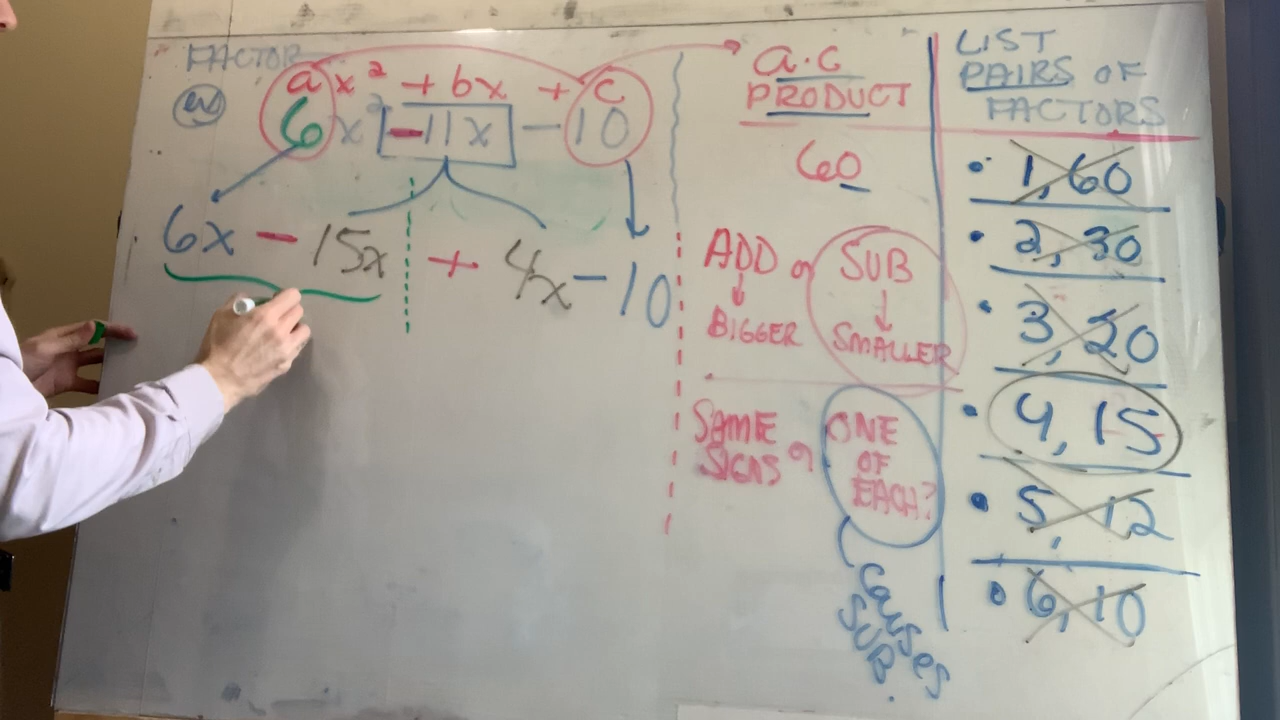 FACTOR
ax² + bx + c
ex 6x² - 11x - 10
6x - 15x + 4x - 10
a.c
PRODUCT
60
ADD or SUB
BIGGER SMALLER
SAME SIGNS or ONE OF EACH?
causes
SUB.
LIST
PAIRS OF
FACTORS
• 1, 60
• 2, 30
• 3, 20
• 4, 15
• 5, 12
• 6, 10